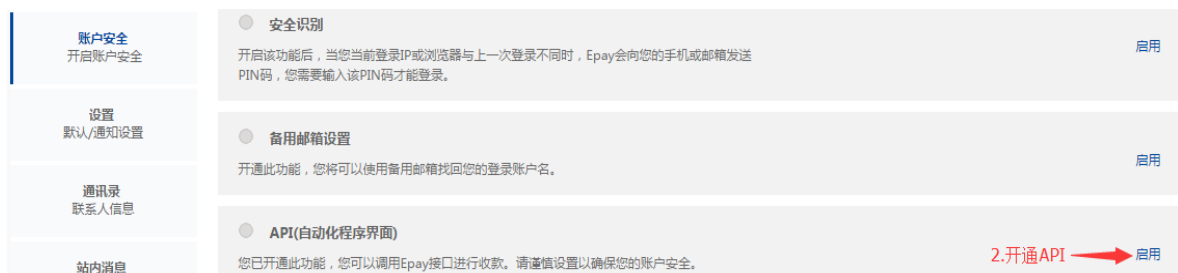 账户安全
开启账户安全
设置
默认/通知设置
通讯录
联系人信息
站内消息
安全识别
开启该功能后，当您当前登录IP或浏览器与上一次登录不同时，Epay会向您的手机或邮箱发送
PIN码，您需要输入该PIN码才能登录。
启用
备用邮箱设置
开通此功能，您将可以使用备用邮箱找回您的登录账户名。
启用
API(自动化程序界面)
您已开通此功能，您可以调用Epay接口进行收款。请谨慎设置以确保您的账户安全。
2.开通API
启用